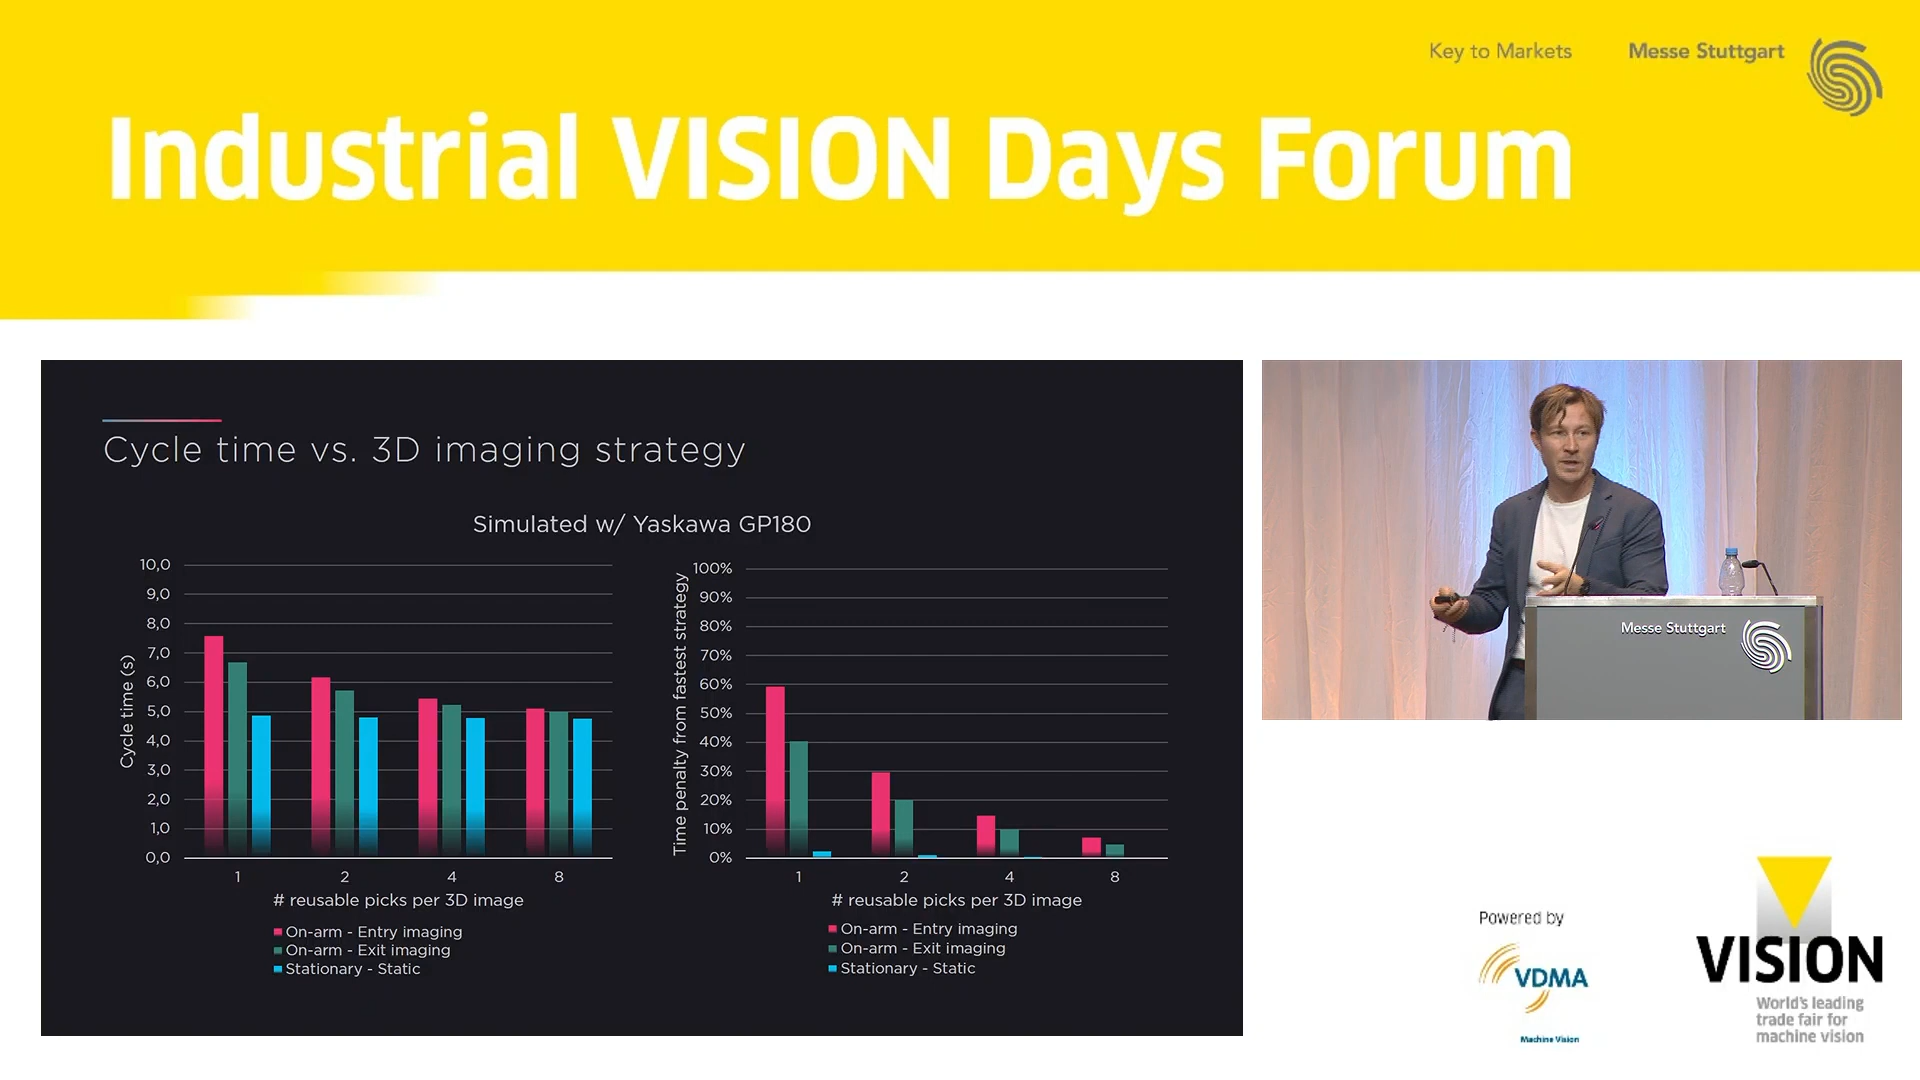 Key to Markets
Messe Stuttgart
Industrial VISION Days Forum
Cycle time vs. 3D imaging strategy
Simulated w/ Yaskawa GP180
Cycle time (s)
10,0
9,0
8,0
7,0
6,0
5,0
4,0
3,0
2,0
1,0
0,0
1 2 4 8
# reusable picks per 3D image
On-arm - Entry imaging
On-arm - Exit imaging
Stationary - Static
Time penalty from fastest strategy
100%
90%
80%
70%
60%
50%
40%
30%
20%
10%
0%
1 2 4 8
# reusable picks per 3D image
On-arm - Entry imaging
On-arm - Exit imaging
Stationary - Static
Messe Stuttgart
Powered by
VDMA
Machine Vision
VISION
World's leading
trade fair for
machine vision